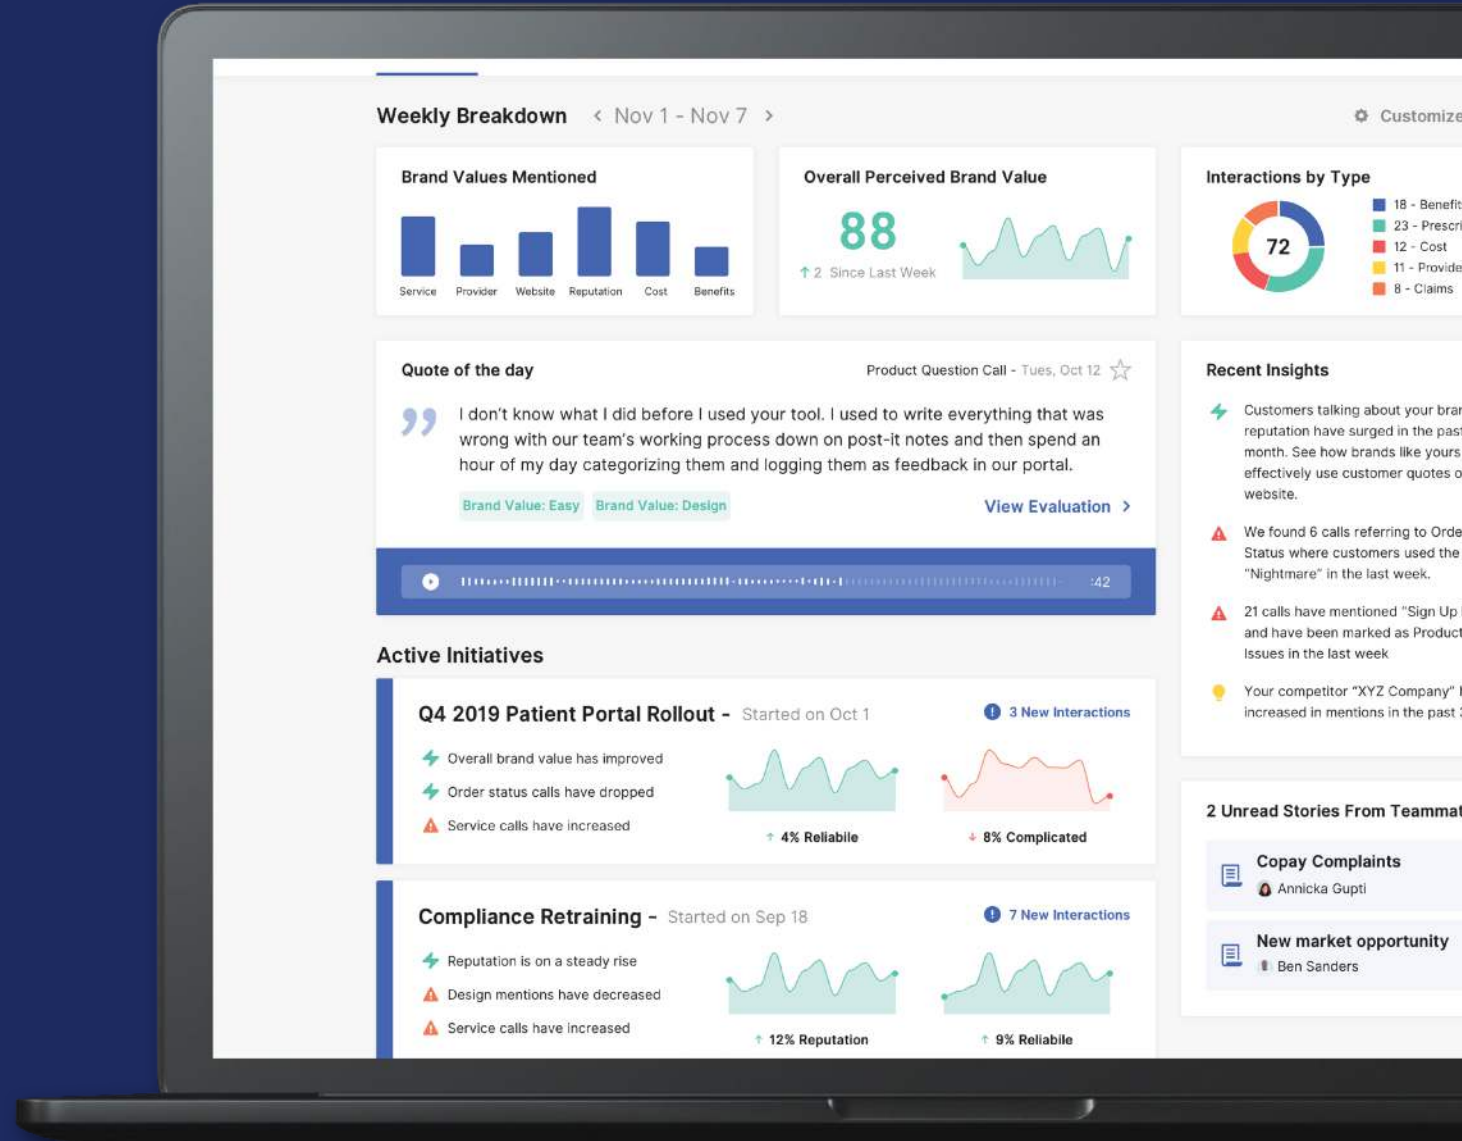 Weekly Breakdown < Nov 1 - Nov 7 >
Customize
Brand Values Mentioned
Service Provider Website Reputation Cost Benefits
Overall Perceived Brand Value
88
↑ 2 Since Last Week
Interactions by Type
72
18 - Benefit
23 - Prescri
12 - Cost
11 - Provide
8 - Claims
Quote of the day
Product Question Call - Tues, Oct 12
I don't know what I did before I used your tool. I used to write everything that was
wrong with our team's working process down on post-it notes and then spend an
hour of my day categorizing them and logging them as feedback in our portal.
Brand Value: Easy Brand Value: Design
View Evaluation >
:42
Recent Insights
Customers talking about your bran
reputation have surged in the past
month. See how brands like yours
effectively use customer quotes o
website.
We found 6 calls referring to Orde
Status where customers used the
"Nightmare" in the last week.
21 calls have mentioned "Sign Up
and have been marked as Product
Issues in the last week
Your competitor "XYZ Company"
increased in mentions in the past
Active Initiatives
Q4 2019 Patient Portal Rollout - Started on Oct 1
3 New Interactions
Overall brand value has improved
Order status calls have dropped
Service calls have increased
↑ 4% Reliabile
↓ 8% Complicated
Compliance Retraining - Started on Sep 18
7 New Interactions
Reputation is on a steady rise
Design mentions have decreased
Service calls have increased
↑ 12% Reputation
↑ 9% Reliabile
2 Unread Stories From Teammat
Copay Complaints
Annicka Gupti
New market opportunity
Ben Sanders